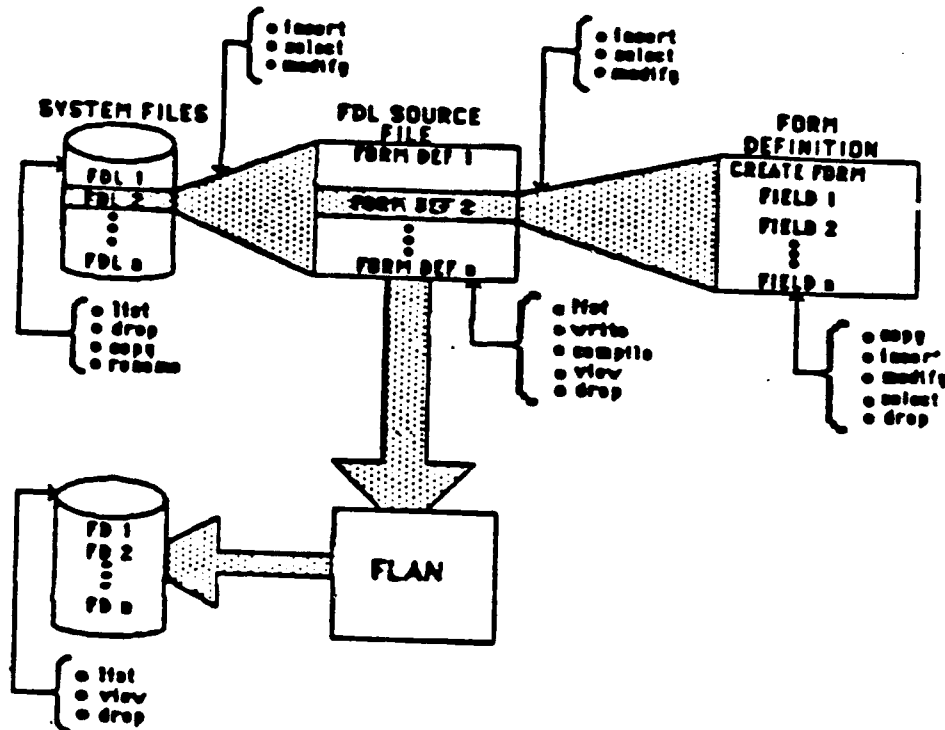 • insert
• select
• modify
• insert
• select
• modify
SYSTEM FILES
FDL 1
FDL 2
FDL n
FDL SOURCE
FILE
FORM DEF 1
FORM DEF 2
FORM DEF n
FORM
DEFINITION
CREATE FORM
FIELD 1
FIELD 2
FIELD n
• list
• drop
• copy
• rename
• list
• write
• compile
• view
• drop
• copy
• insert
• modify
• select
• drop
FD 1
FD 2
FD n
FLAN
• list
• view
• drop